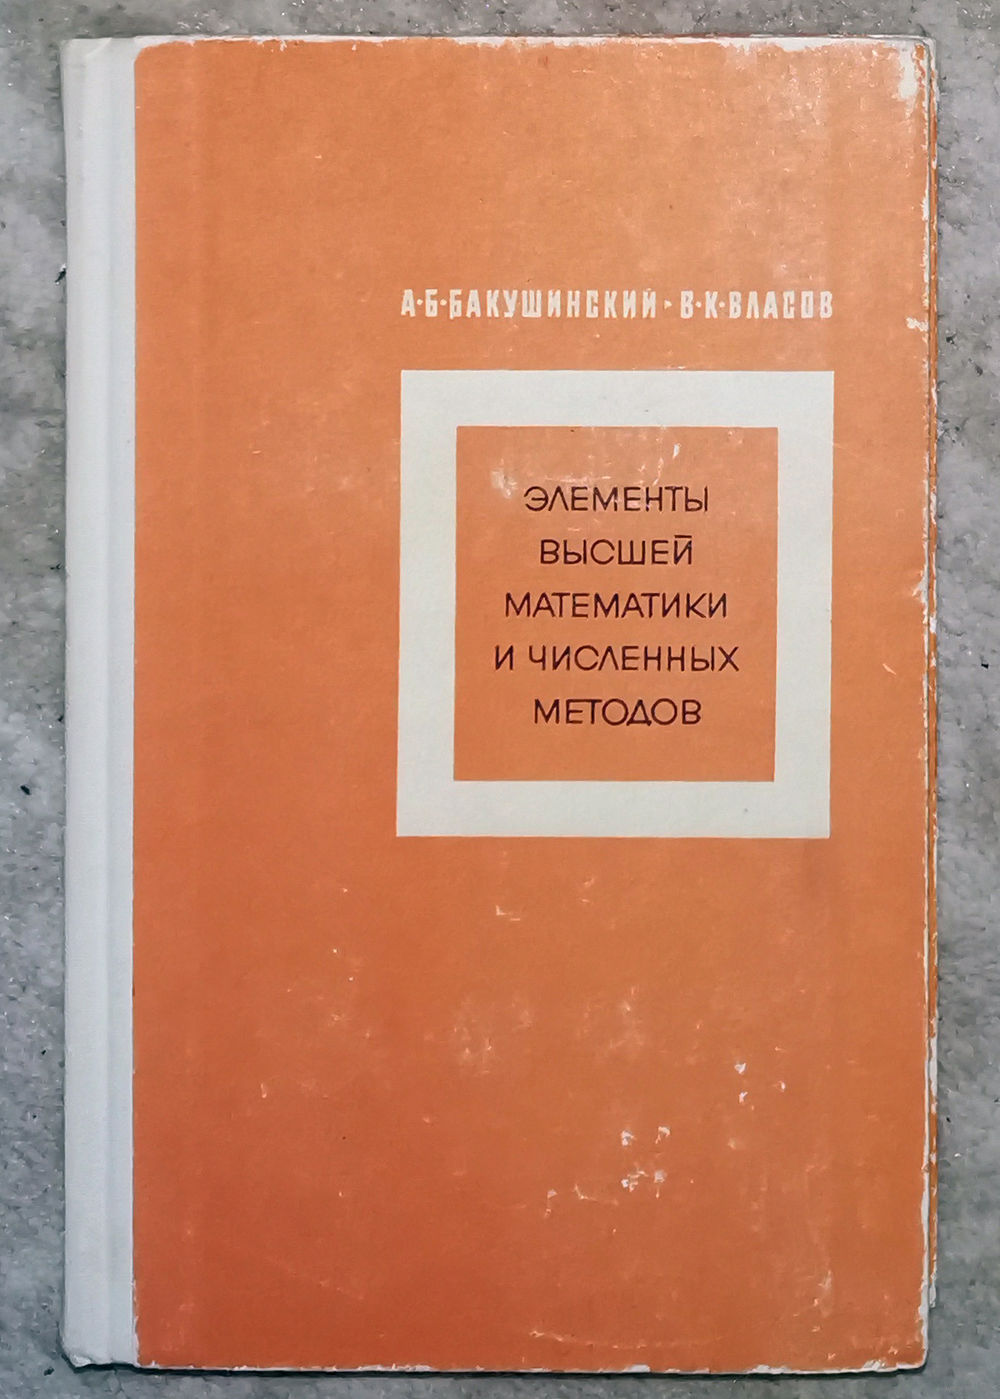 А·Б·БАКУШИНСКИЙ·В·К·ВЛАСОВ
ЭЛЕМЕНТЫ
ВЫСШЕЙ
МАТЕМАТИКИ
И ЧИСЛЕННЫХ
МЕТОДОВ